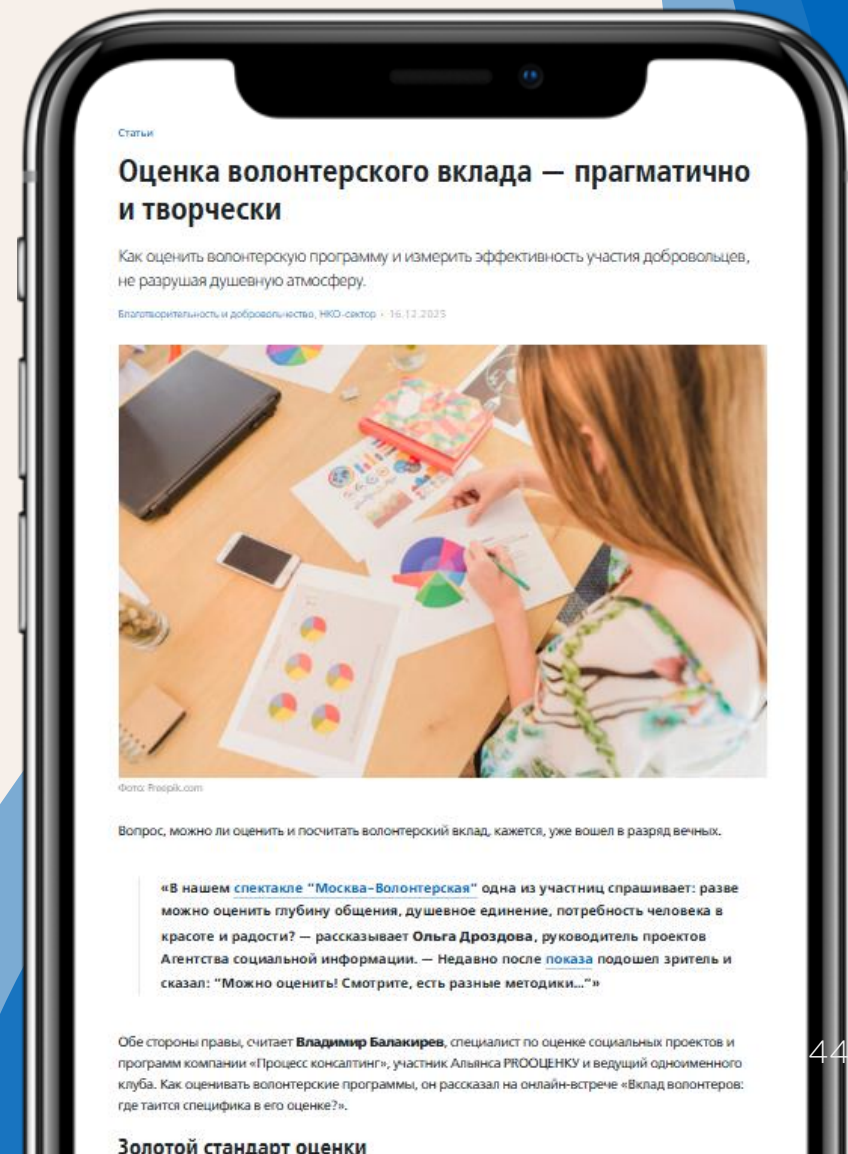 Статьи
Оценка волонтерского вклада — прагматично
и творчески
Как оценить волонтерскую программу и измерить эффективность участия добровольцев,
не разрушая душевную атмосферу.
Благотворительность и добровольчество, НКО-сектор • 16.12.2025
Фото: Freepik.com
Вопрос, можно ли оценить и посчитать волонтерский вклад, кажется, уже вошел в разряд вечных.
«В нашем спектакле "Москва–Волонтерская" одна из участниц спрашивает: разве
можно оценить глубину общения, душевное единение, потребность человека в
красоте и радости? — рассказывает Ольга Дроздова, руководитель проектов
Агентства социальной информации. — Недавно после показа подошел зритель и
сказал: "Можно оценить! Смотрите, есть разные методики…"»
Обе стороны правы, считает Владимир Балакирев, специалист по оценке социальных проектов и
программ компании «Процесс консалтинг», участник Альянса PROОЦЕНКУ и ведущий одноименного
клуба. Как оценивать волонтерские программы, он рассказал на онлайн-встрече «Вклад волонтеров:
где таится специфика в его оценке?».
44
Золотой стандарт оценки